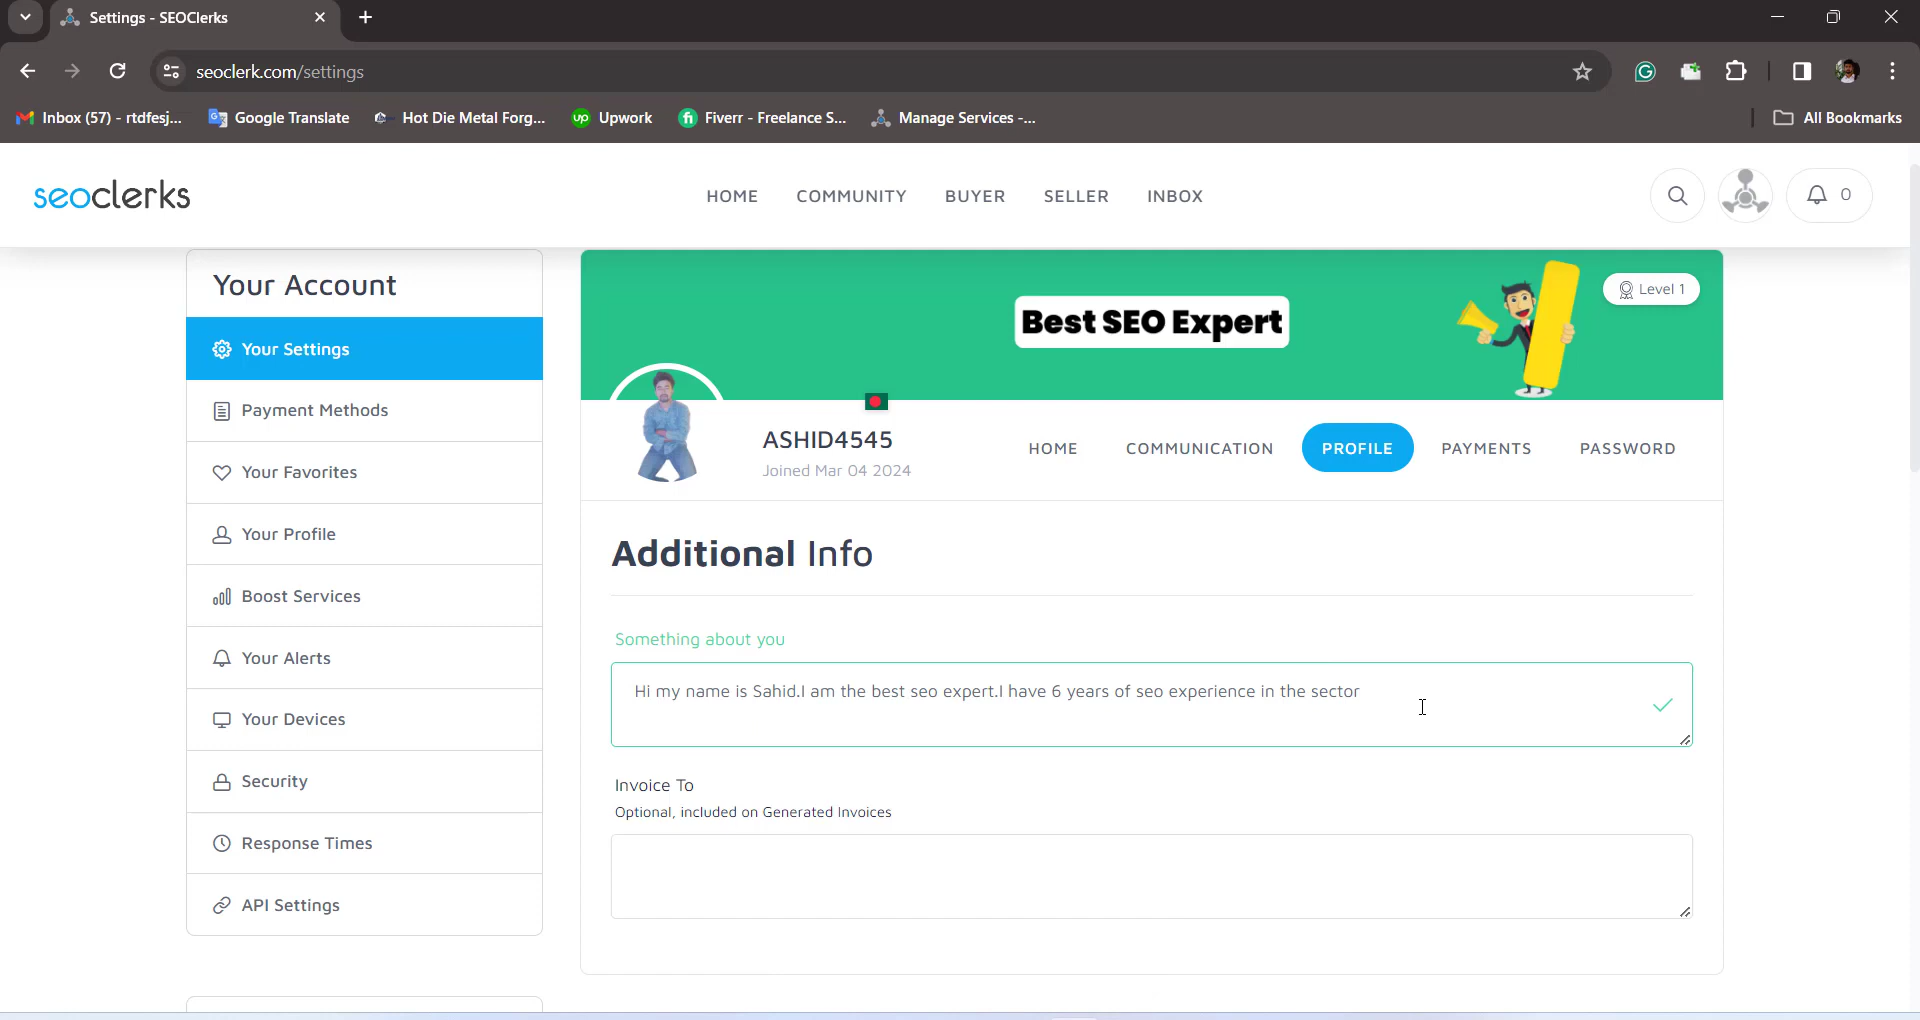 Settings - SEOClerks
seoclerk.com/settings
Inbox (57) - rtdfesj...
Google Translate
Hot Die Metal Forg...
up
Upwork
fi
Fiverr - Freelance S...
Manage Services -...
All Bookmarks
seoclerks
HOME
COMMUNITY
BUYER
SELLER
INBOX
0
Your Account
Your Settings
Payment Methods
Your Favorites
Your Profile
Boost Services
Your Alerts
Your Devices
Security
Response Times
API Settings
Best SEO Expert
Level 1
ASHID4545
Joined Mar 04 2024
HOME
COMMUNICATION
PROFILE
PAYMENTS
PASSWORD
Additional Info
Something about you
Hi my name is Sahid.I am the best seo expert.I have 6 years of seo experience in the sector
Invoice To
Optional, included on Generated Invoices